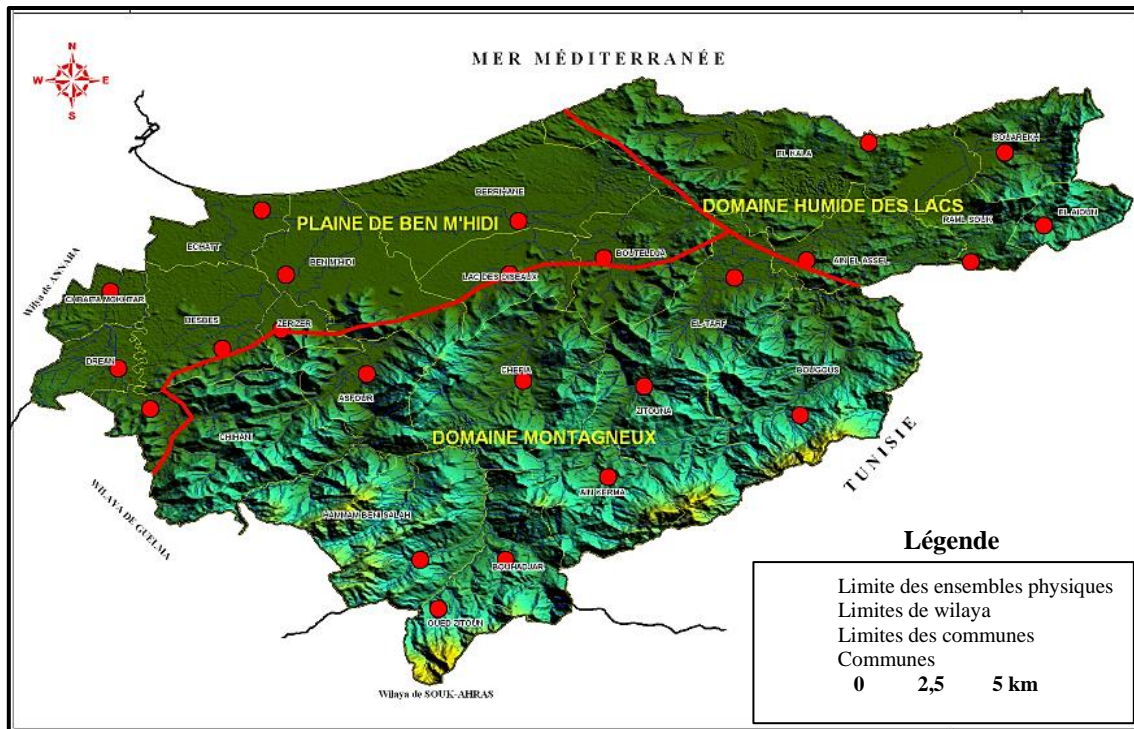 N
W E
S
MER MÉDITERRANÉE
EL KALA
SOUAREKH
BERRIHANE
DOMAINE HUMIDE DES LACS
RAML SOUK
EL AIOUN
PLAINE DE BEN M'HIDI
ECHATT
BEN MHIDI
BOUTELDJA
AIN EL ASSEL
LAC DES OISEAUX
Wilya de ANNABA
CHBAITA MOKHTAR
BESBES
ZERIZER
EL-TARF
DREAN
ASFOUR
CHEFIA
ZITOUNA
BOUGOUS
CHIHANI
DOMAINE MONTAGNEUX
TUNISIE
AIN KERMA
WILAYA DE GUELMA
HAMMAM BENI SALAH
BOUHADJAR
OUED ZITOUN
Wilaya de SOUK-AHRAS
Légende
Limite des ensembles physiques
Limites de wilaya
Limites des communes
Communes
0 2,5 5 km